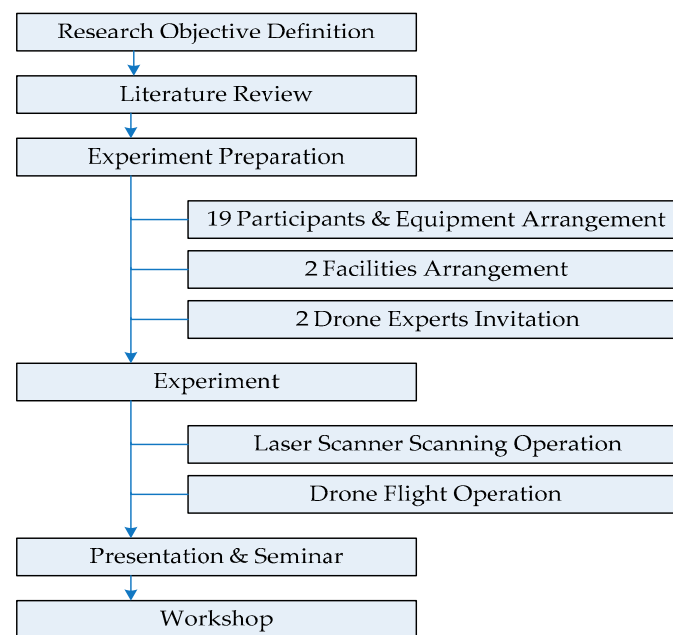 Research Objective Definition
Literature Review
Experiment Preparation
19 Participants & Equipment Arrangement
2 Facilities Arrangement
2 Drone Experts Invitation
Experiment
Laser Scanner Scanning Operation
Drone Flight Operation
Presentation & Seminar
Workshop